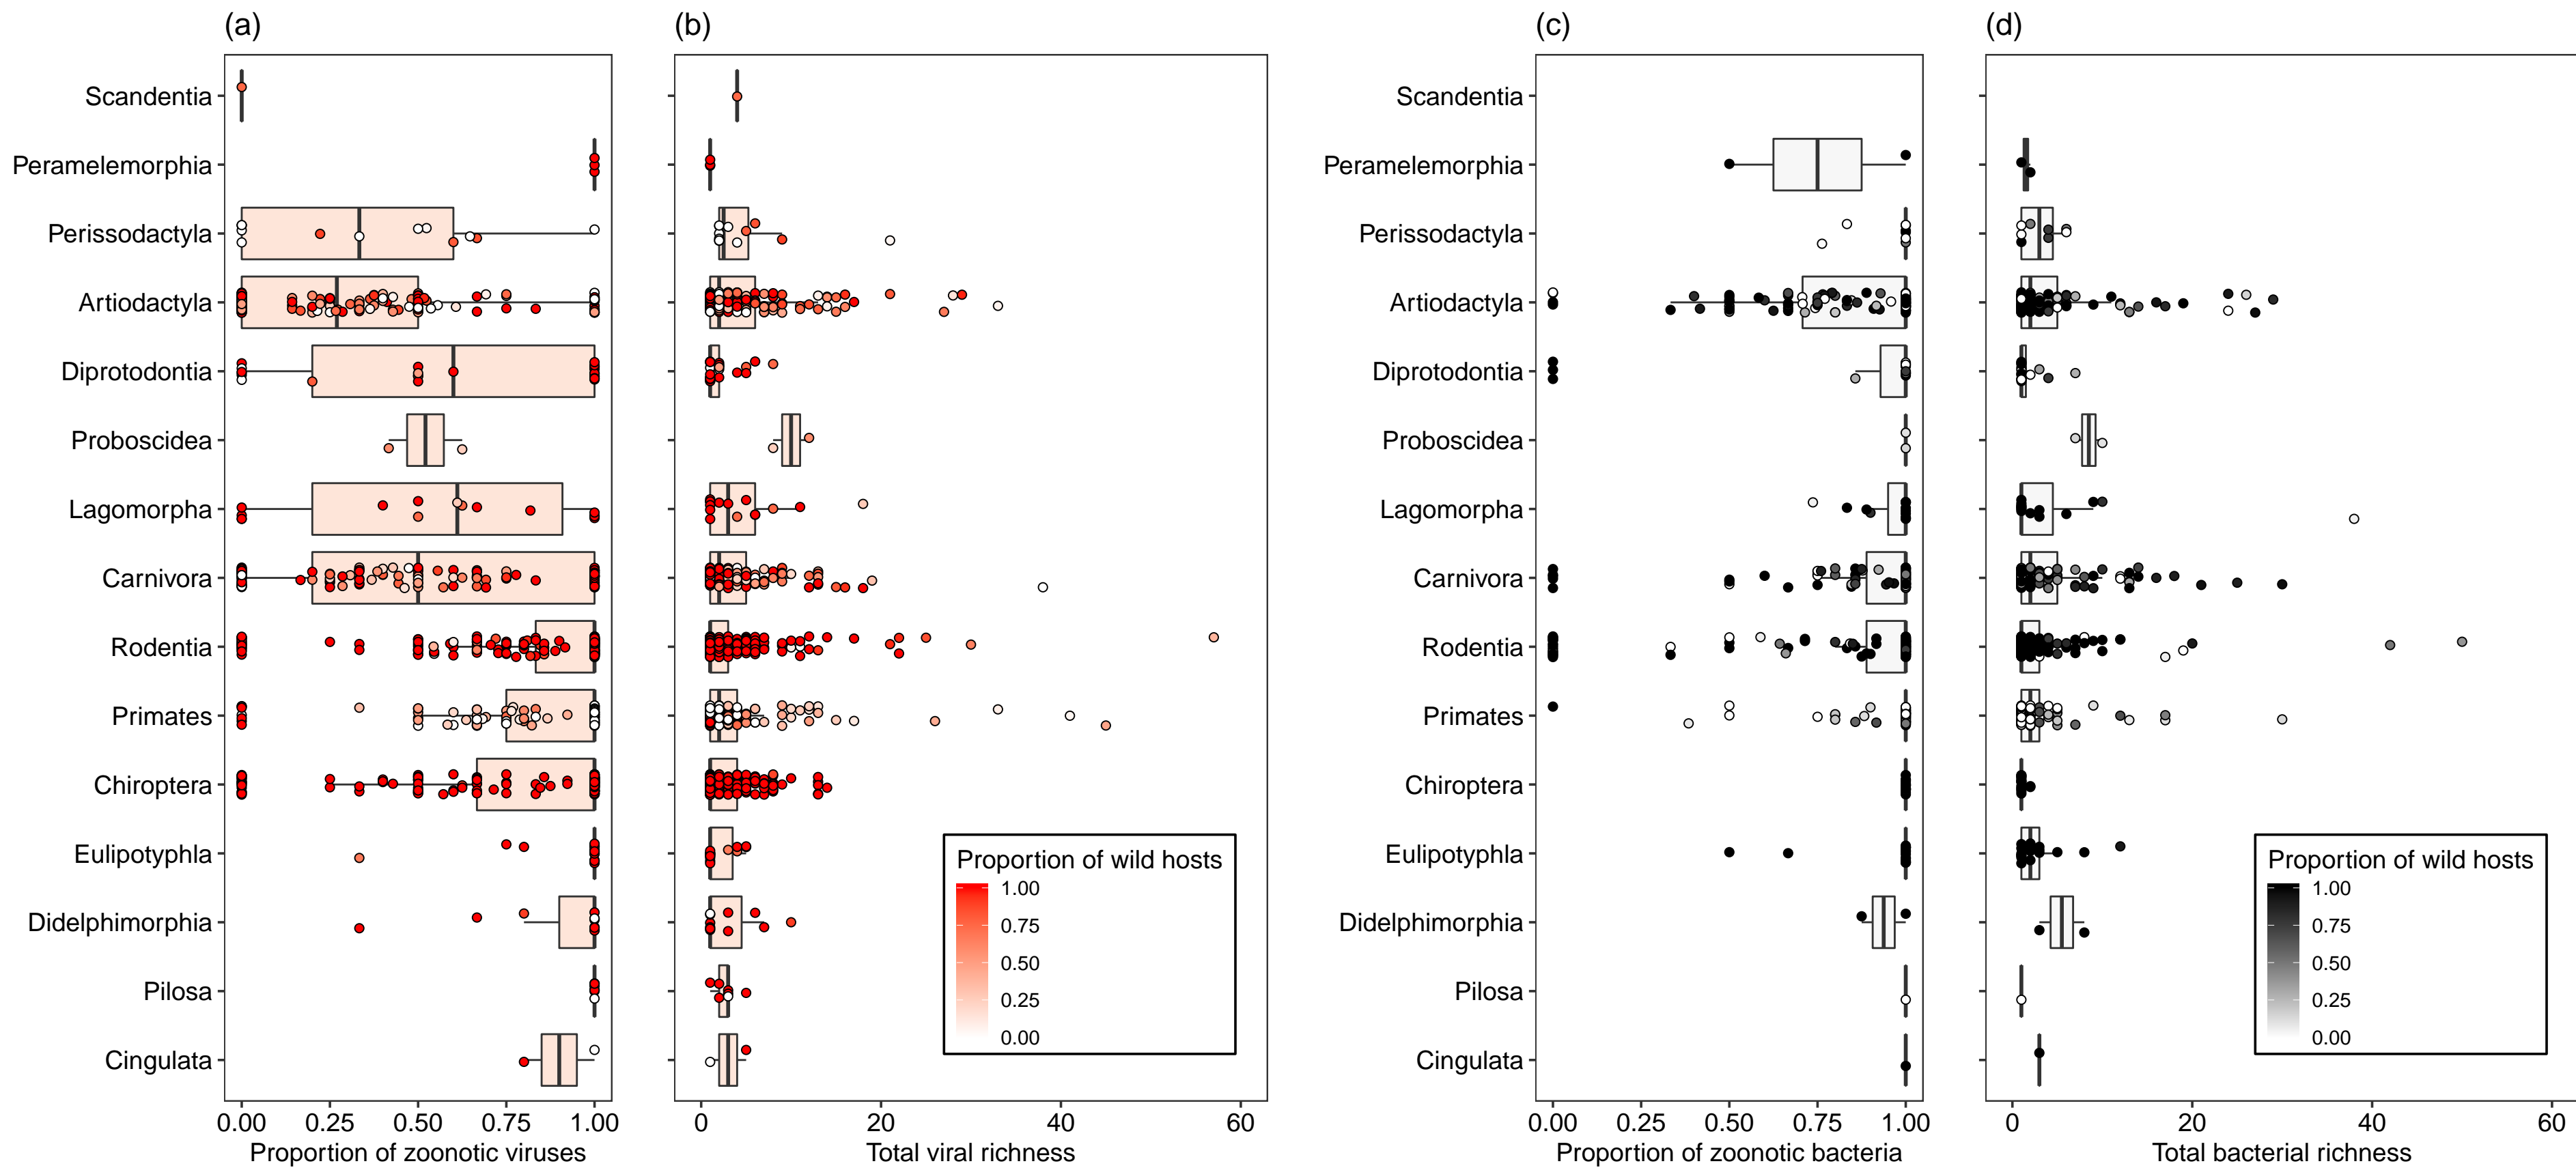 (a)
(b)
(c)
(d)
Scandentia
Peramelemorphia
Perissodactyla
Artiodactyla
Diprotodontia
Proboscidea
Lagomorpha
Carnivora
Rodentia
Primates
Chiroptera
Eulipotyphla
Didelphimorphia
Pilosa
Cingulata
0.00 0.25 0.50 0.75 1.00
Proportion of zoonotic viruses
Proportion of wild hosts
1.00
0.75
0.50
0.25
0.00
0 20 40 60
Total viral richness
Scandentia
Peramelemorphia
Perissodactyla
Artiodactyla
Diprotodontia
Proboscidea
Lagomorpha
Carnivora
Rodentia
Primates
Chiroptera
Eulipotyphla
Didelphimorphia
Pilosa
Cingulata
0.00 0.25 0.50 0.75 1.00
Proportion of zoonotic bacteria
Proportion of wild hosts
1.00
0.75
0.50
0.25
0.00
0 20 40 60
Total bacterial richness